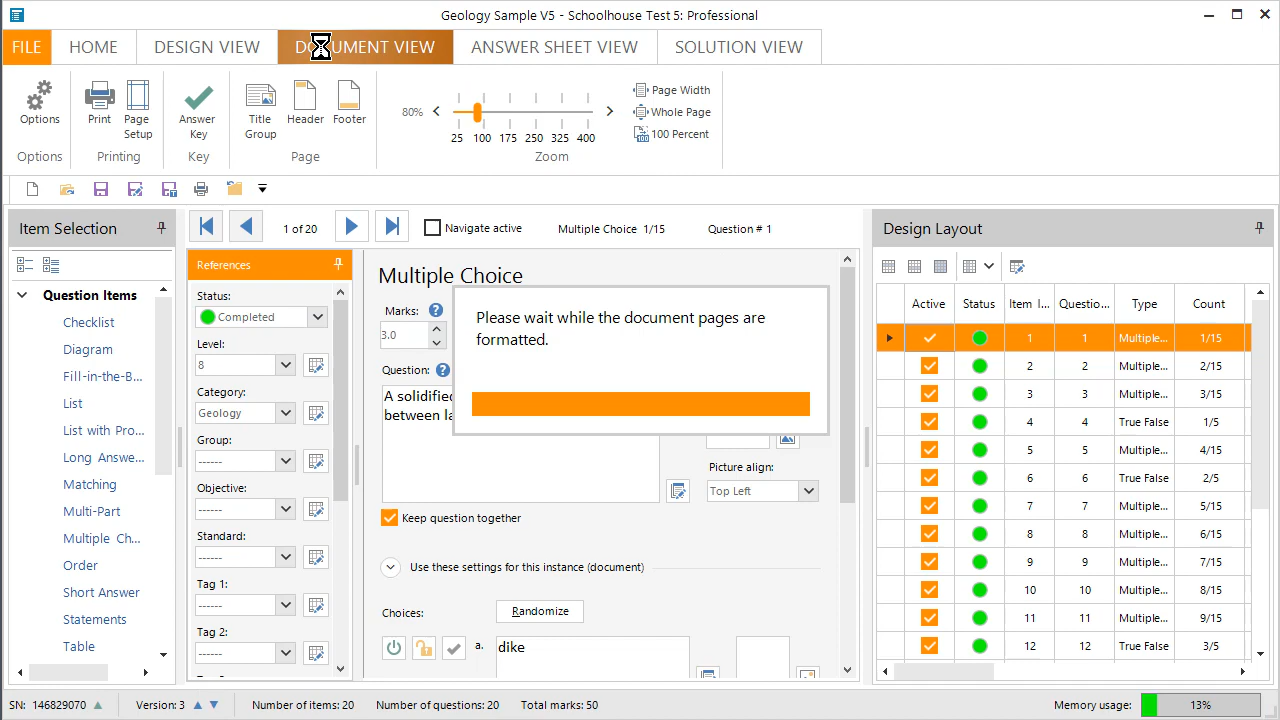 Geology Sample V5 - Schoolhouse Test 5: Professional
FILE HOME DESIGN VIEW DOCUMENT VIEW ANSWER SHEET VIEW SOLUTION VIEW
Options Print Page Setup Answer Key Title Group Header Footer
80%
25 100 175 250 325 400
Page Width
Whole Page
100 Percent
Options Printing Key Page Zoom
Item Selection
Question Items
Checklist
Diagram
Fill-in-the-B...
List
List with Pro...
Long Answe...
Matching
Multi-Part
Multiple Ch...
Order
Short Answer
Statements
Table
1 of 20 Navigate active Multiple Choice 1/15 Question # 1
References
Status:
Completed
Level:
8
Category:
Geology
Group:
------
Objective:
------
Standard:
------
Tag 1:
------
Tag 2:
------
Multiple Choice
Marks: ?
3.0
Question: ?
A solidified
between la
Please wait while the document pages are
formatted.
Picture align:
Top Left
Keep question together
Use these settings for this instance (document)
Choices: Randomize
a. dike
Design Layout
Active Status Item I... Questio... Type Count
1 1 Multiple... 1/15
2 2 Multiple... 2/15
3 3 Multiple... 3/15
4 4 True False 1/5
5 5 Multiple... 4/15
6 6 True False 2/5
7 7 Multiple... 5/15
8 8 Multiple... 6/15
9 9 Multiple... 7/15
10 10 Multiple... 8/15
11 11 Multiple... 9/15
12 12 True False 3/5
SN: 146829070 Version: 3 Number of items: 20 Number of questions: 20 Total marks: 50 Memory usage: 13%